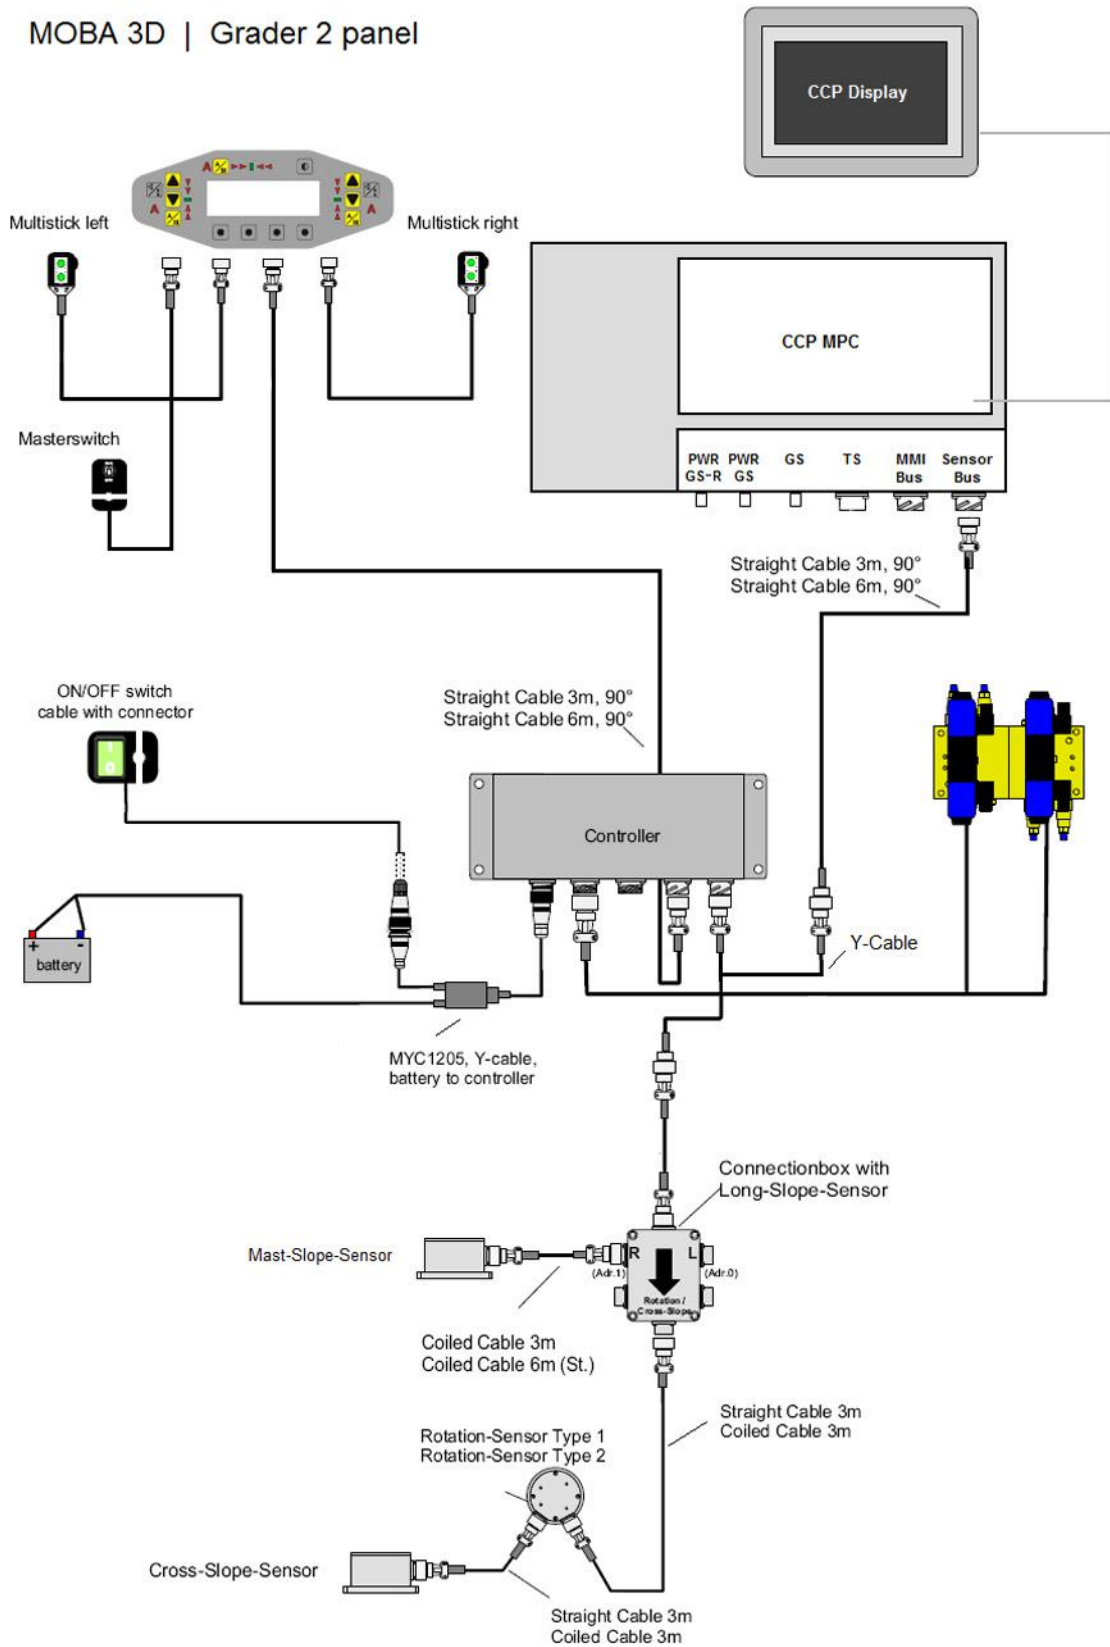 MOBA 3D | Grader 2 panel
CCP Display
A
A
A
Multistick left
Multistick right
CCP MPC
Masterswitch
PWR GS-R
PWR GS
GS
TS
MMI Bus
Sensor Bus
Straight Cable 3m, 90°
Straight Cable 6m, 90°
ON/OFF switch
cable with connector
Straight Cable 3m, 90°
Straight Cable 6m, 90°
Controller
+ -
battery
Y-Cable
MYC1205, Y-cable,
battery to controller
Connectionbox with
Long-Slope-Sensor
Mast-Slope-Sensor
R L
(Adr.1) (Adr.0)
Rotation /
Cross-Slope
Coiled Cable 3m
Coiled Cable 6m (St.)
Straight Cable 3m
Coiled Cable 3m
Rotation-Sensor Type 1
Rotation-Sensor Type 2
Cross-Slope-Sensor
Straight Cable 3m
Coiled Cable 3m